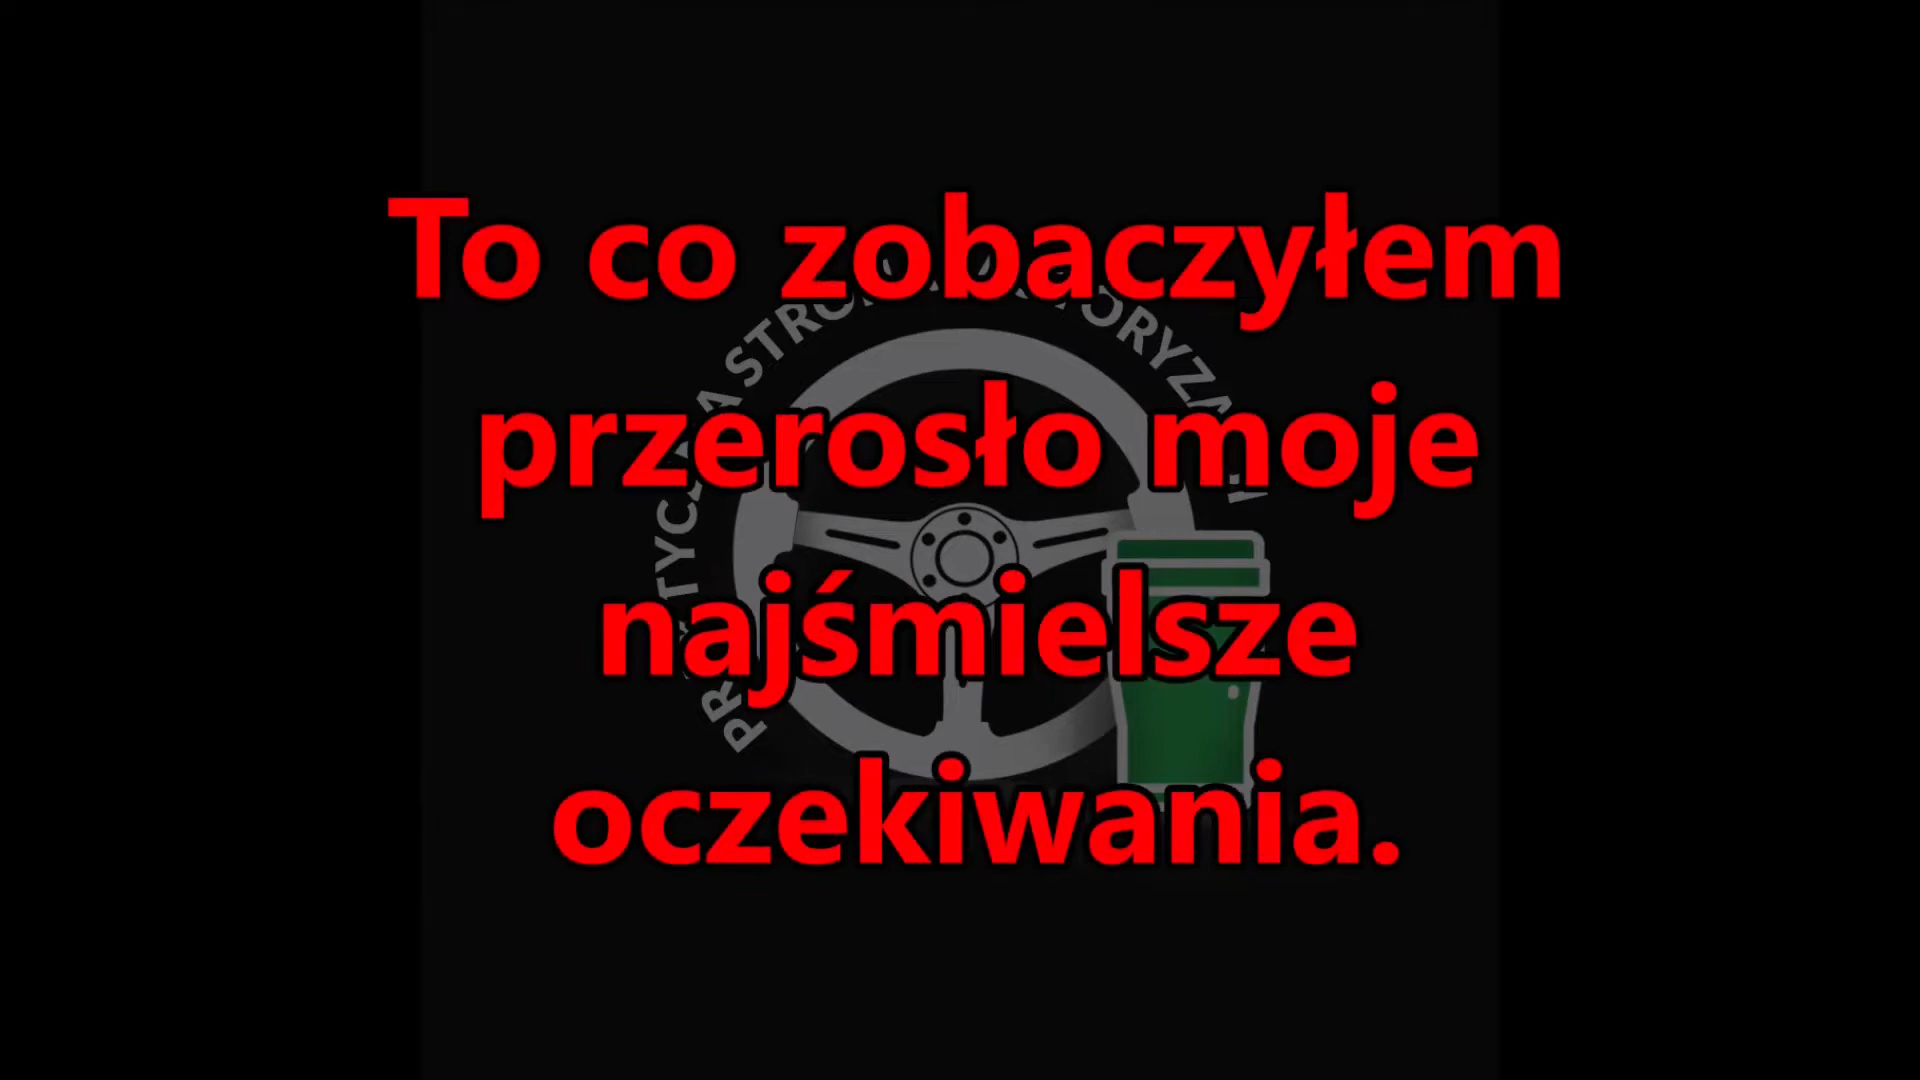 To co zobaczyłem
przerosło moje
najśmielsze
oczekiwania.